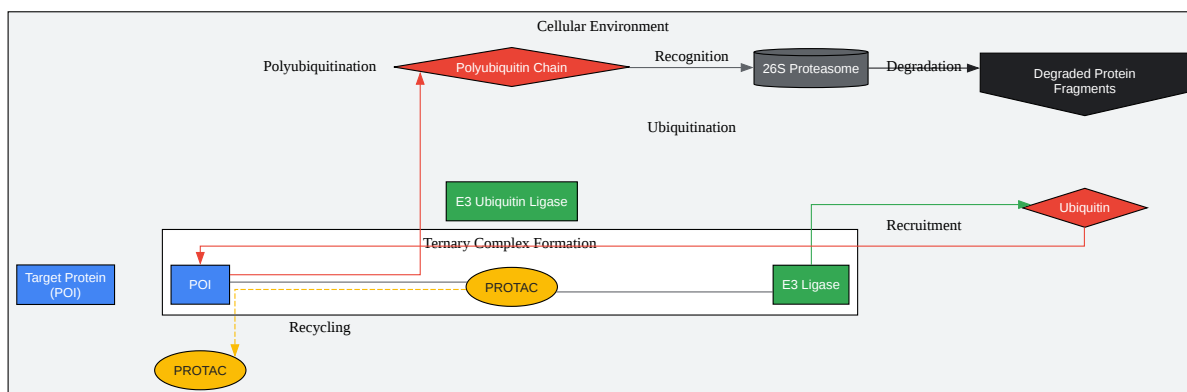 Cellular Environment
Polyubiquitination
Polyubiquitin Chain
Recognition
26S Proteasome
Degradation
Degraded Protein
Fragments
Ubiquitination
E3 Ubiquitin Ligase
Ubiquitin
Recruitment
Ternary Complex Formation
Target Protein
(POI)
POI
PROTAC
E3 Ligase
Recycling
PROTAC